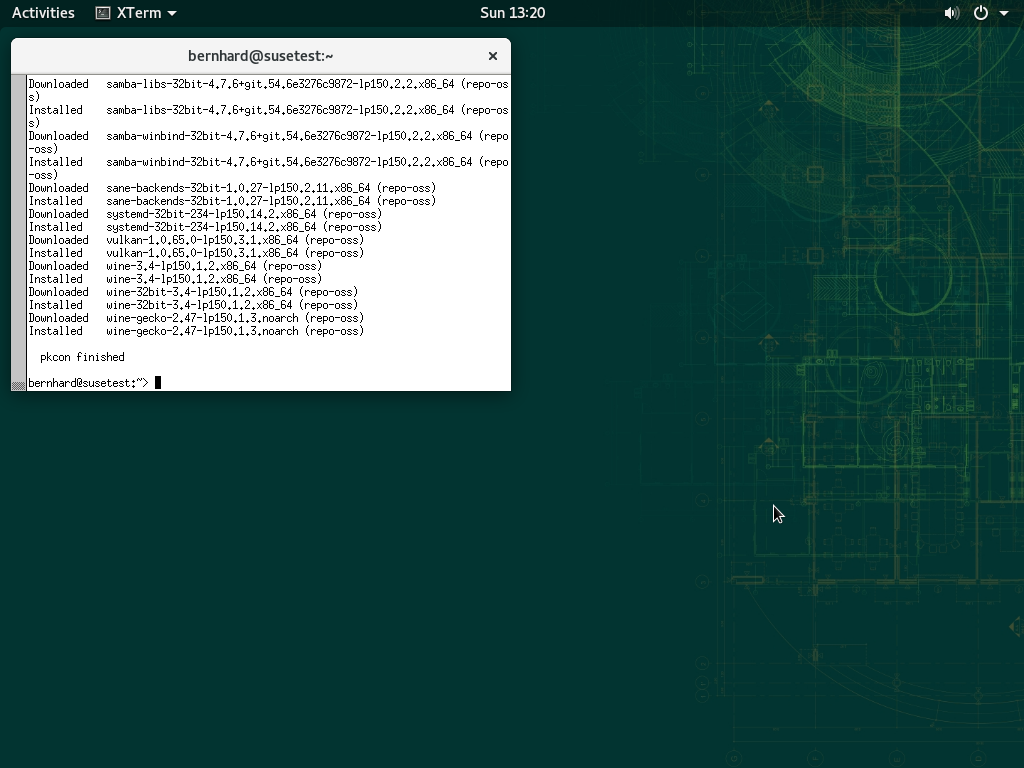 Activities XTerm Sun 13:20
bernhard@susetest:~
Downloaded samba-libs-32bit-4.7.6+git.54.6e3276c9872-lp150.2.2.x86_64 (repo-os
s)
Installed samba-libs-32bit-4.7.6+git.54.6e3276c9872-lp150.2.2.x86_64 (repo-os
s)
Downloaded samba-winbind-32bit-4.7.6+git.54.6e3276c9872-lp150.2.2.x86_64 (repo
-oss)
Installed samba-winbind-32bit-4.7.6+git.54.6e3276c9872-lp150.2.2.x86_64 (repo
-oss)
Downloaded sane-backends-32bit-1.0.27-lp150.2.11.x86_64 (repo-oss)
Installed sane-backends-32bit-1.0.27-lp150.2.11.x86_64 (repo-oss)
Downloaded systemd-32bit-234-lp150.14.2.x86_64 (repo-oss)
Installed systemd-32bit-234-lp150.14.2.x86_64 (repo-oss)
Downloaded vulkan-1.0.65.0-lp150.3.1.x86_64 (repo-oss)
Installed vulkan-1.0.65.0-lp150.3.1.x86_64 (repo-oss)
Downloaded wine-3.4-lp150.1.2.x86_64 (repo-oss)
Installed wine-3.4-lp150.1.2.x86_64 (repo-oss)
Downloaded wine-32bit-3.4-lp150.1.2.x86_64 (repo-oss)
Installed wine-32bit-3.4-lp150.1.2.x86_64 (repo-oss)
Downloaded wine-gecko-2.47-lp150.1.3.noarch (repo-oss)
Installed wine-gecko-2.47-lp150.1.3.noarch (repo-oss)
pkcon finished
bernhard@susetest:~>